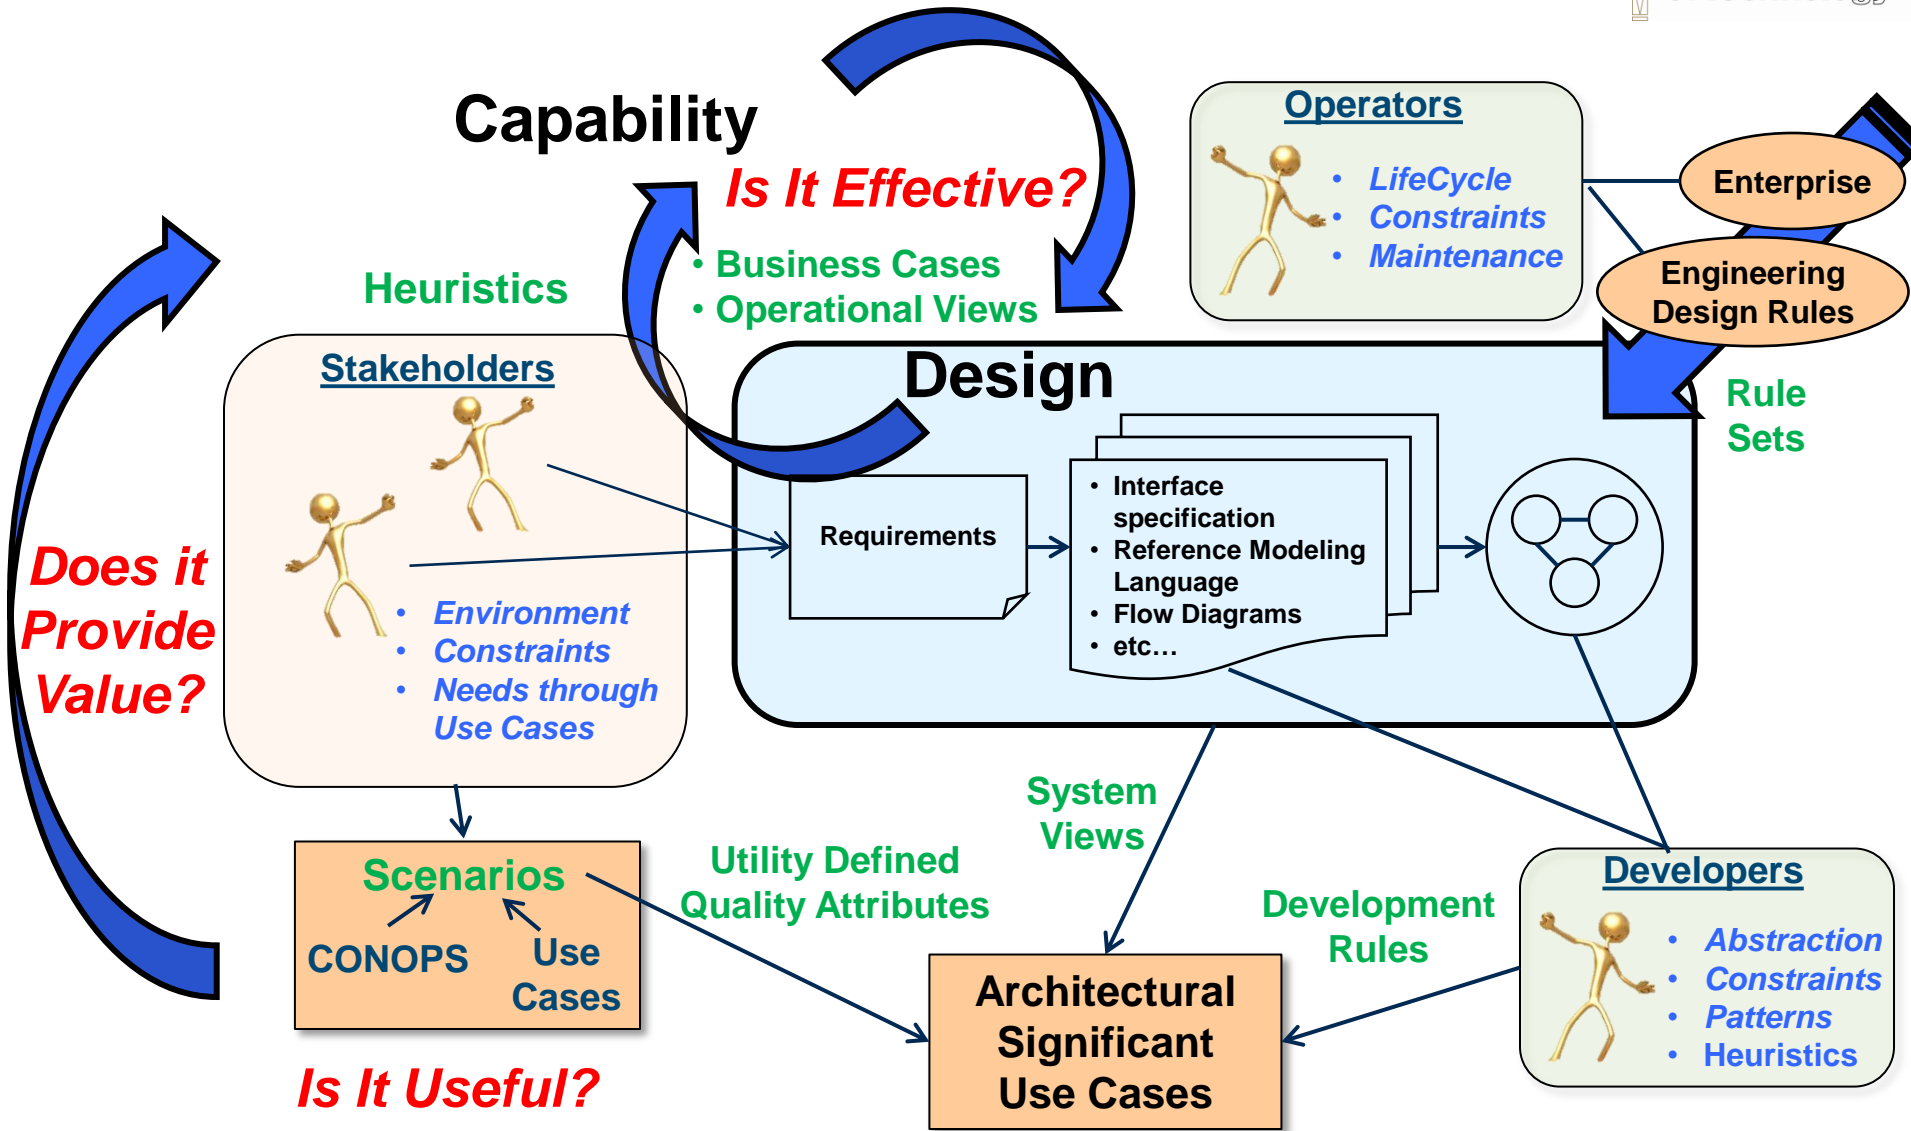 Capability
Is It Effective?
• Business Cases
• Operational Views
Operators
• LifeCycle
• Constraints
• Maintenance
Enterprise
Engineering
Design Rules
Rule
Sets
Heuristics
Stakeholders
• Environment
• Constraints
• Needs through
Use Cases
Does it
Provide
Value?
Design
Requirements
• Interface
specification
• Reference Modeling
Language
• Flow Diagrams
• etc…
Scenarios
CONOPS
Use
Cases
Is It Useful?
Utility Defined
Quality Attributes
System
Views
Development
Rules
Architectural
Significant
Use Cases
Developers
• Abstraction
• Constraints
• Patterns
• Heuristics